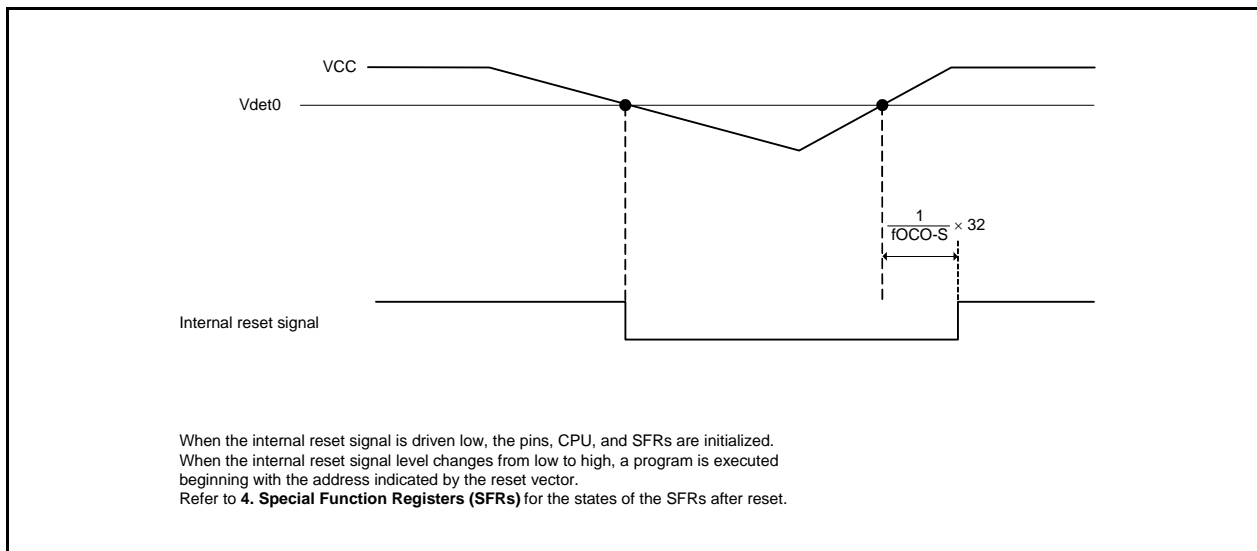 VCC
Vdet0
1
fOCO-S
× 32
Internal reset signal
When the internal reset signal is driven low, the pins, CPU, and SFRs are initialized.
When the internal reset signal level changes from low to high, a program is executed
beginning with the address indicated by the reset vector.
Refer to 4. Special Function Registers (SFRs) for the states of the SFRs after reset.